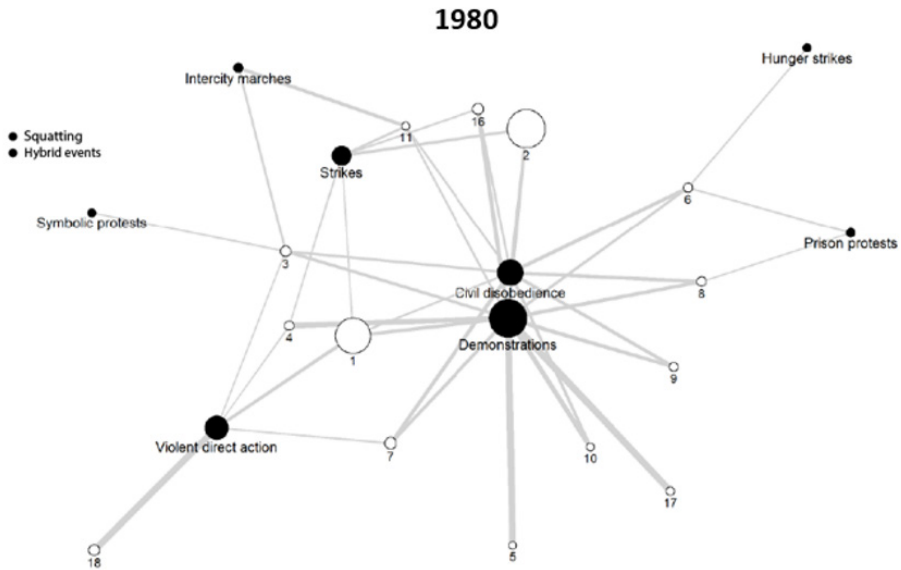 1980
Hunger strikes
Intercity marches
16
11
2
Squatting
Hybrid events
Strikes
6
Symbolic protests
Prison protests
3
Civil disobedience
8
4
Demonstrations
1
9
Violent direct action
7
10
17
5
18